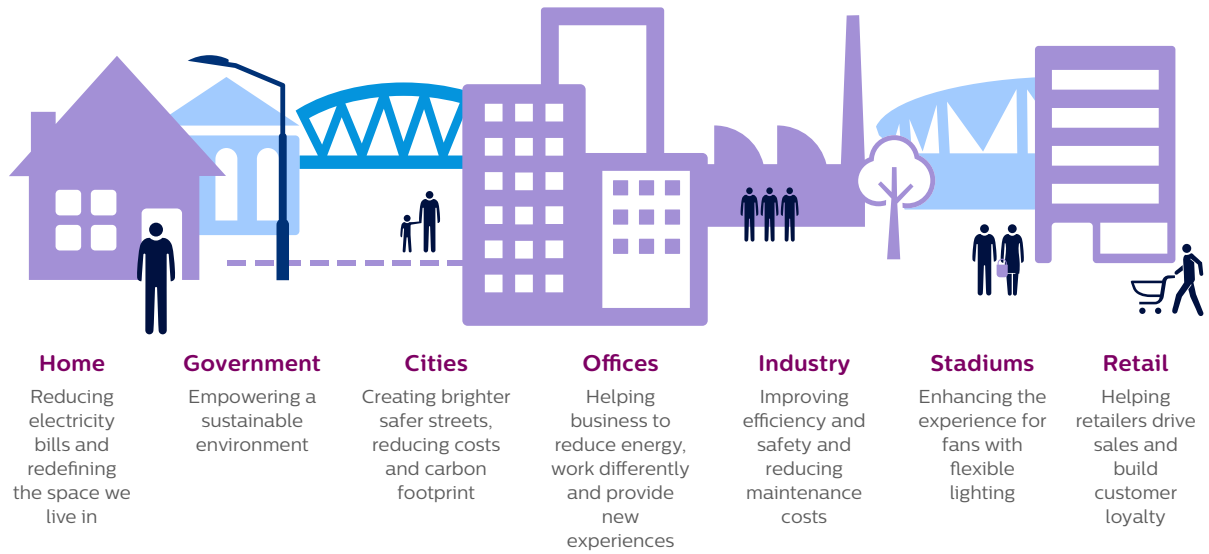 Home
Reducing
electricity
bills and
redefining
the space we
live in
Government
Empowering a
sustainable
environment
Cities
Creating brighter
safer streets,
reducing costs
and carbon
footprint
Offices
Helping
business to
reduce energy,
work differently
and provide
new
experiences
Industry
Improving
efficiency and
safety and
reducing
maintenance
costs
Stadiums
Enhancing the
experience for
fans with
flexible
lighting
Retail
Helping
retailers drive
sales and
build
customer
loyalty